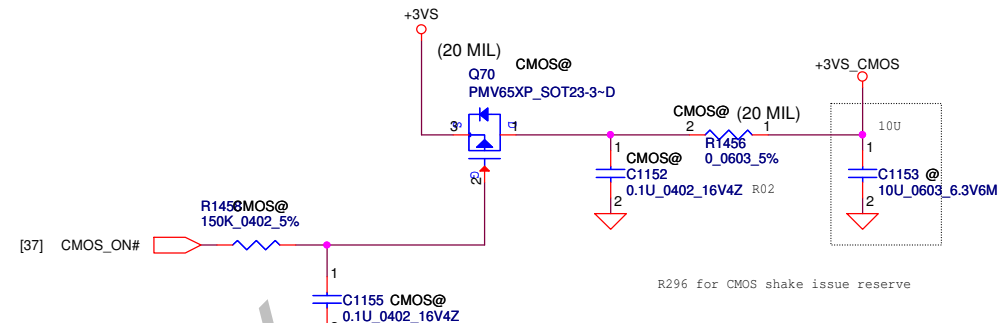 +3VS
(20 MIL)
CMOS@
Q70
PMV65XP_SOT23-3~D
+3VS_CMOS
3
S
D
1
G
2
CMOS@ (20 MIL)
2
1
R1456
0_0603_5%
10U
1
CMOS@
C1152
0.1U_0402_16V4Z
R02
2
1
C1153 @
10U_0603_6.3V6M
2
CMOS@
150K_0402_5%
[37] CMOS_ON#
R296 for CMOS shake issue reserve
1
C1155 CMOS@
0.1U_0402_16V4Z